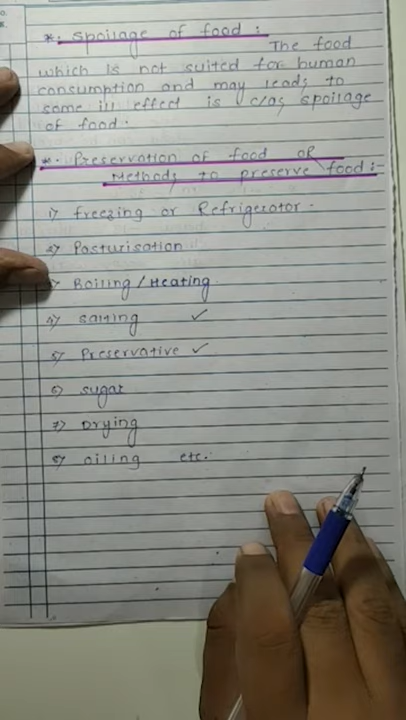 *. Spoilage of food :
The food
which is not suited for human
consumption and may leads to
some ill effect is c/as spoilage
of food.
*. Preservation of food OR
Methods to preserve food :-
1) freezing or Refrigerator.
2) Pasturisation
3) Boiling / Heating.
4) Salting ✓
5) Preservative ✓
6) sugar
7) Drying
8) oiling etc.